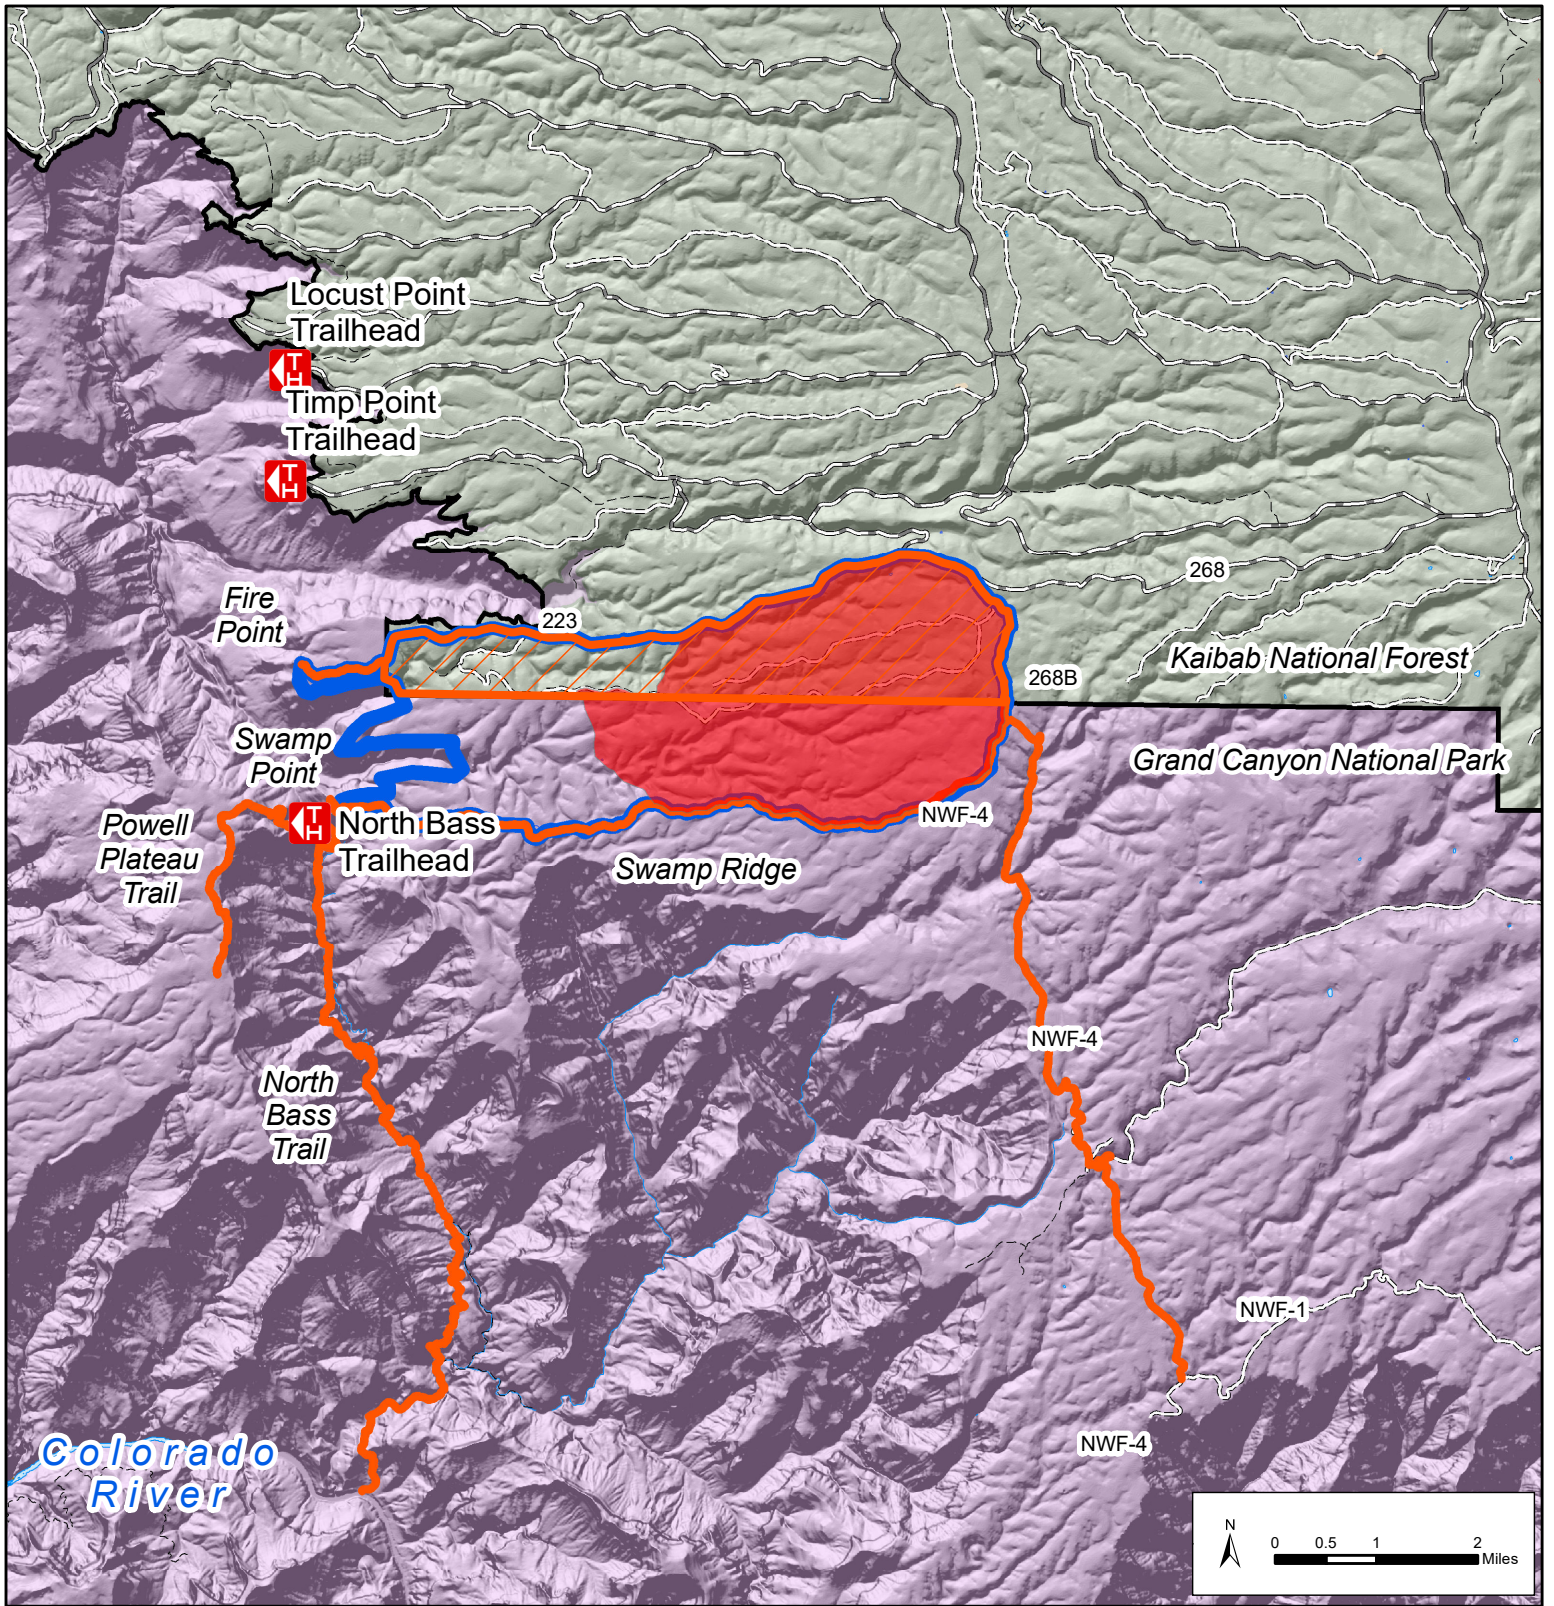 Locust Point
Trailhead
T
H
Timp Point
Trailhead
T
H
268
Fire
Point
223
Kaibab National Forest
268B
Swamp
Point
Grand Canyon National Park
T
H
North Bass
Trailhead
NWF-4
Powell
Plateau
Trail
Swamp Ridge
NWF-4
North
Bass
Trail
NWF-1
NWF-4
Colorado
River
N
0 0.5 1 2
Miles